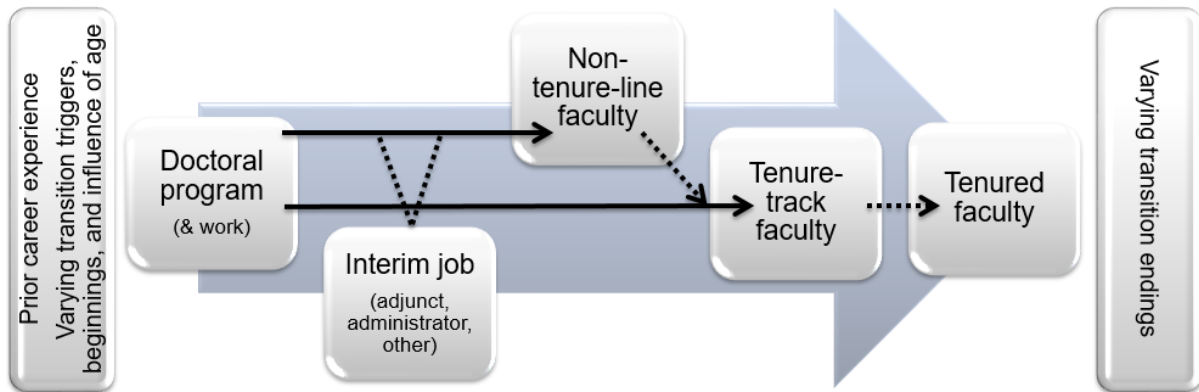 Prior career experience
Varying transition triggers,
beginnings, and influence of age
Doctoral
program
(& work)
Interim job
(adjunct,
administrator,
other)
Non-
tenure-line
faculty
Tenure-
track
faculty
Tenured
faculty
Varying transition endings